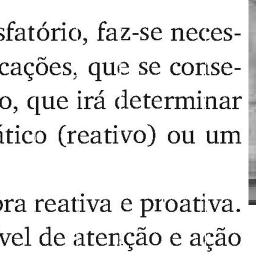 sfatório, faz-se neces-
cações, que se conse-
o, que irá determinar
ático (reativo) ou um
ora reativa e proativa.
vel de atenção e ação